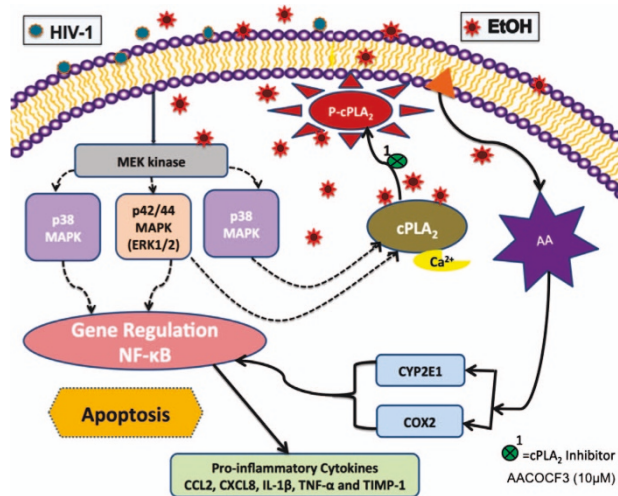 HIV-1
EtOH
P-cPLA₂
MEK kinase
1
p38
MAPK
p42/44
MAPK
(ERK1/2)
p38
MAPK
cPLA₂
Ca²⁺
AA
Gene Regulation
NF-κB
CYP2E1
COX2
Apoptosis
Pro-inflammatory Cytokines
CCL2, CXCL8, IL-1β, TNF-α and TIMP-1
1
=cPLA₂ Inhibitor
AACOCF3 (10μM)